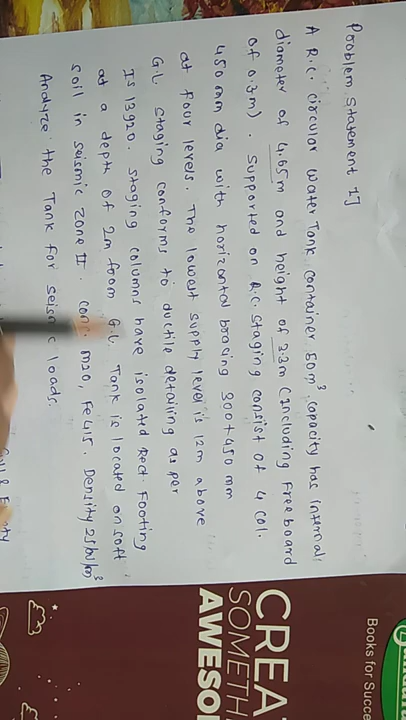 Problem statement 1]
A R.C. circular water Tank container 50m³ capacity has internal
diameter of 4.65m and height of 3.3m (including Free board
of 0.3m). Supported on R.C. staging consist of 4 col.
450mm dia with horizontal bracing 300*450 mm
at four levels. The lowest supply level is 12m above
G.L. staging conforms to ductile detailing as per
IS 13920. staging columns have isolated Rect. Footing
at a depth of 2m from G.L. Tank is located on soft
soil in seismic zone II. conc. M20, Fe415. Density 25kN/m³
Analyze the Tank for seismic loads.
Books for Succe
CREA
SOMETH
AWESO